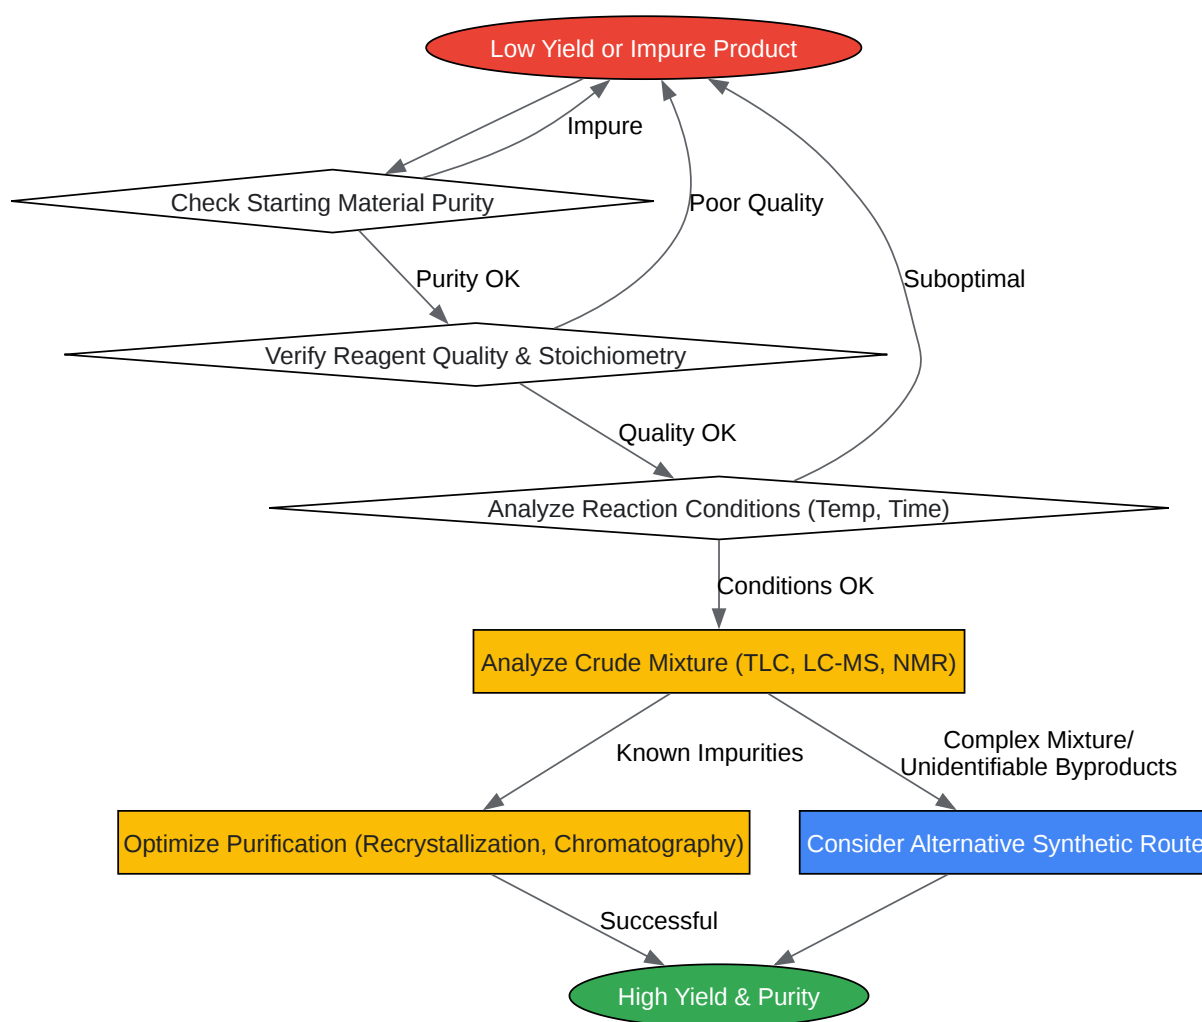 Low Yield or Impure Product
Impure
Check Starting Material Purity
Poor Quality
Purity OK
Suboptimal
Verify Reagent Quality & Stoichiometry
Quality OK
Analyze Reaction Conditions (Temp, Time)
Conditions OK
Analyze Crude Mixture (TLC, LC-MS, NMR)
Known Impurities
Complex Mixture/
Unidentifiable Byproducts
Optimize Purification (Recrystallization, Chromatography)
Consider Alternative Synthetic Route
Successful
High Yield & Purity